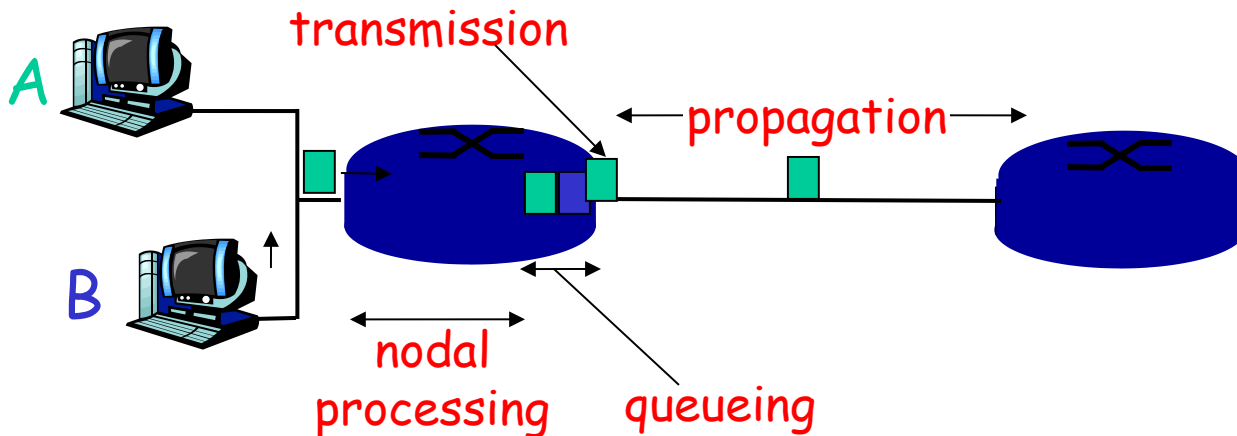 transmission
A
propagation
B
nodal
processing
queueing